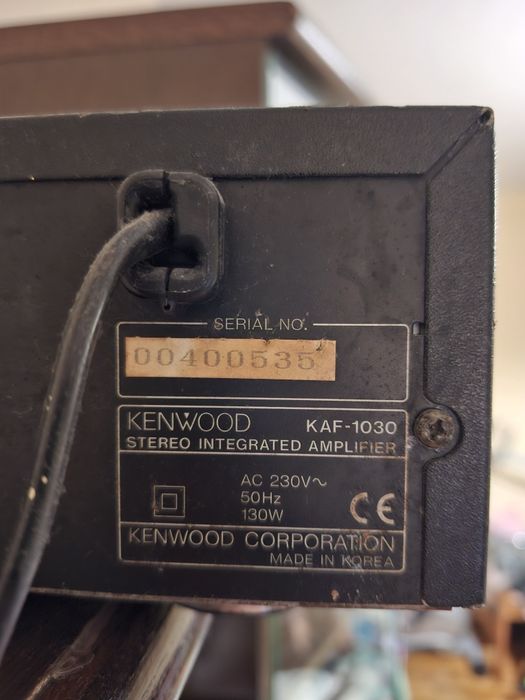 SERIAL NO.
00400535
KENWOOD KAF-1030
STEREO INTEGRATED AMPLIFIER
AC 230V~
50Hz
130W
CE
KENWOOD CORPORATION
MADE IN KOREA